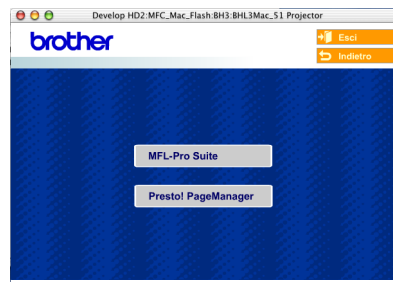 Develop HD2:MFC_Mac_Flash:BH3:BHL3Mac_51 Projector
brother
Esci
Indietro
MFL-Pro Suite
Presto! PageManager